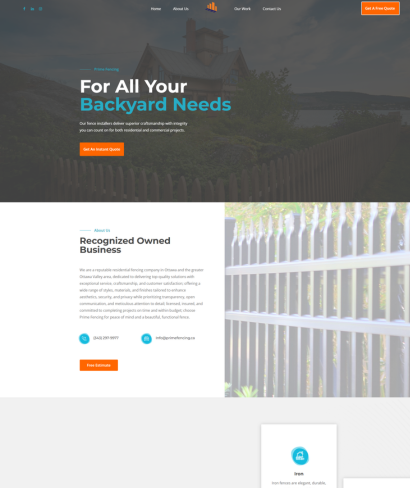 Home
About Us
Our Work
Contact Us
Get A Free Quote
Prime Fencing
For All Your
Backyard Needs
Our fence installers deliver superior craftsmanship with integrity
you can count on for both residential and commercial projects.
Get An Instant Quote
About Us
Recognized Owned
Business
We are a reputable residential fencing company in Ottawa and the greater
Ottawa Valley area, dedicated to delivering top-quality solutions with
exceptional service, craftsmanship, and customer satisfaction, offering a
wide range of styles, materials, and finishes tailored to enhance
aesthetics, security, and privacy while prioritizing transparency, open
communication, and meticulous attention to detail; licensed, insured, and
committed to completing projects on time and within budget; choose
Prime Fencing for peace of mind and a beautiful, functional fence.
info@primefencing.ca
Free Estimate
Iron
Iron fences are elegant, durable,